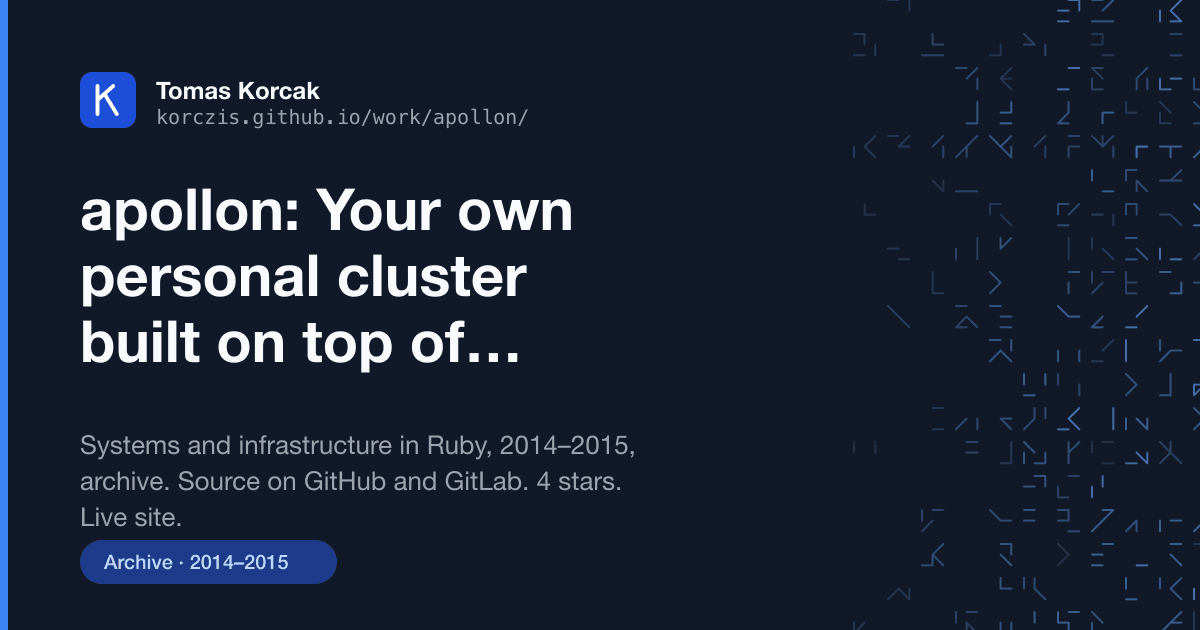 K
Tomas Korcak
korczis.github.io/work/apollon/
apollon: Your own
personal cluster
built on top of...
Systems and infrastructure in Ruby, 2014–2015,
archive. Source on GitHub and GitLab. 4 stars.
Live site.
Archive · 2014–2015